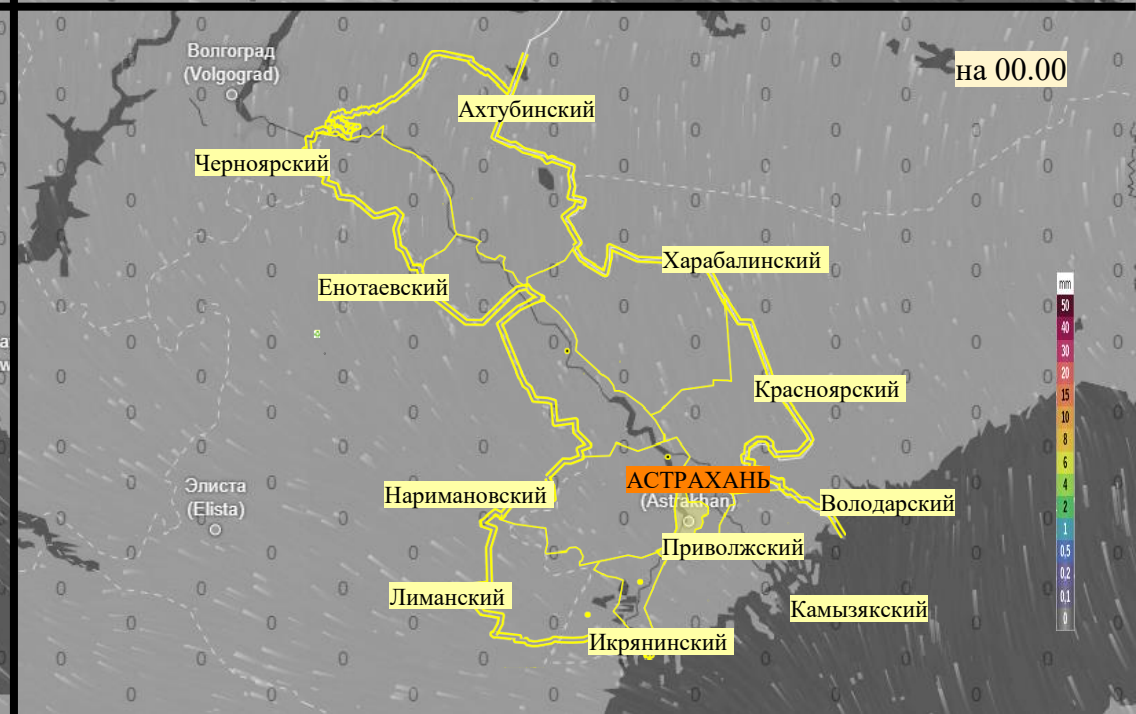 Волгоград
(Volgograd)
на 00.00
Ахтубинский
Черноярский
Харабалинский
Енотаевский
mm
50
40
30
20
15
10
8
6
4
2
1
0,5
0,2
0,1
0
Красноярский
АСТРАХАНЬ
(Astrakhan)
Элиста
(Elista)
Наримановский
Володарский
Приволжский
Лиманский
Камызякский
Икрянинский